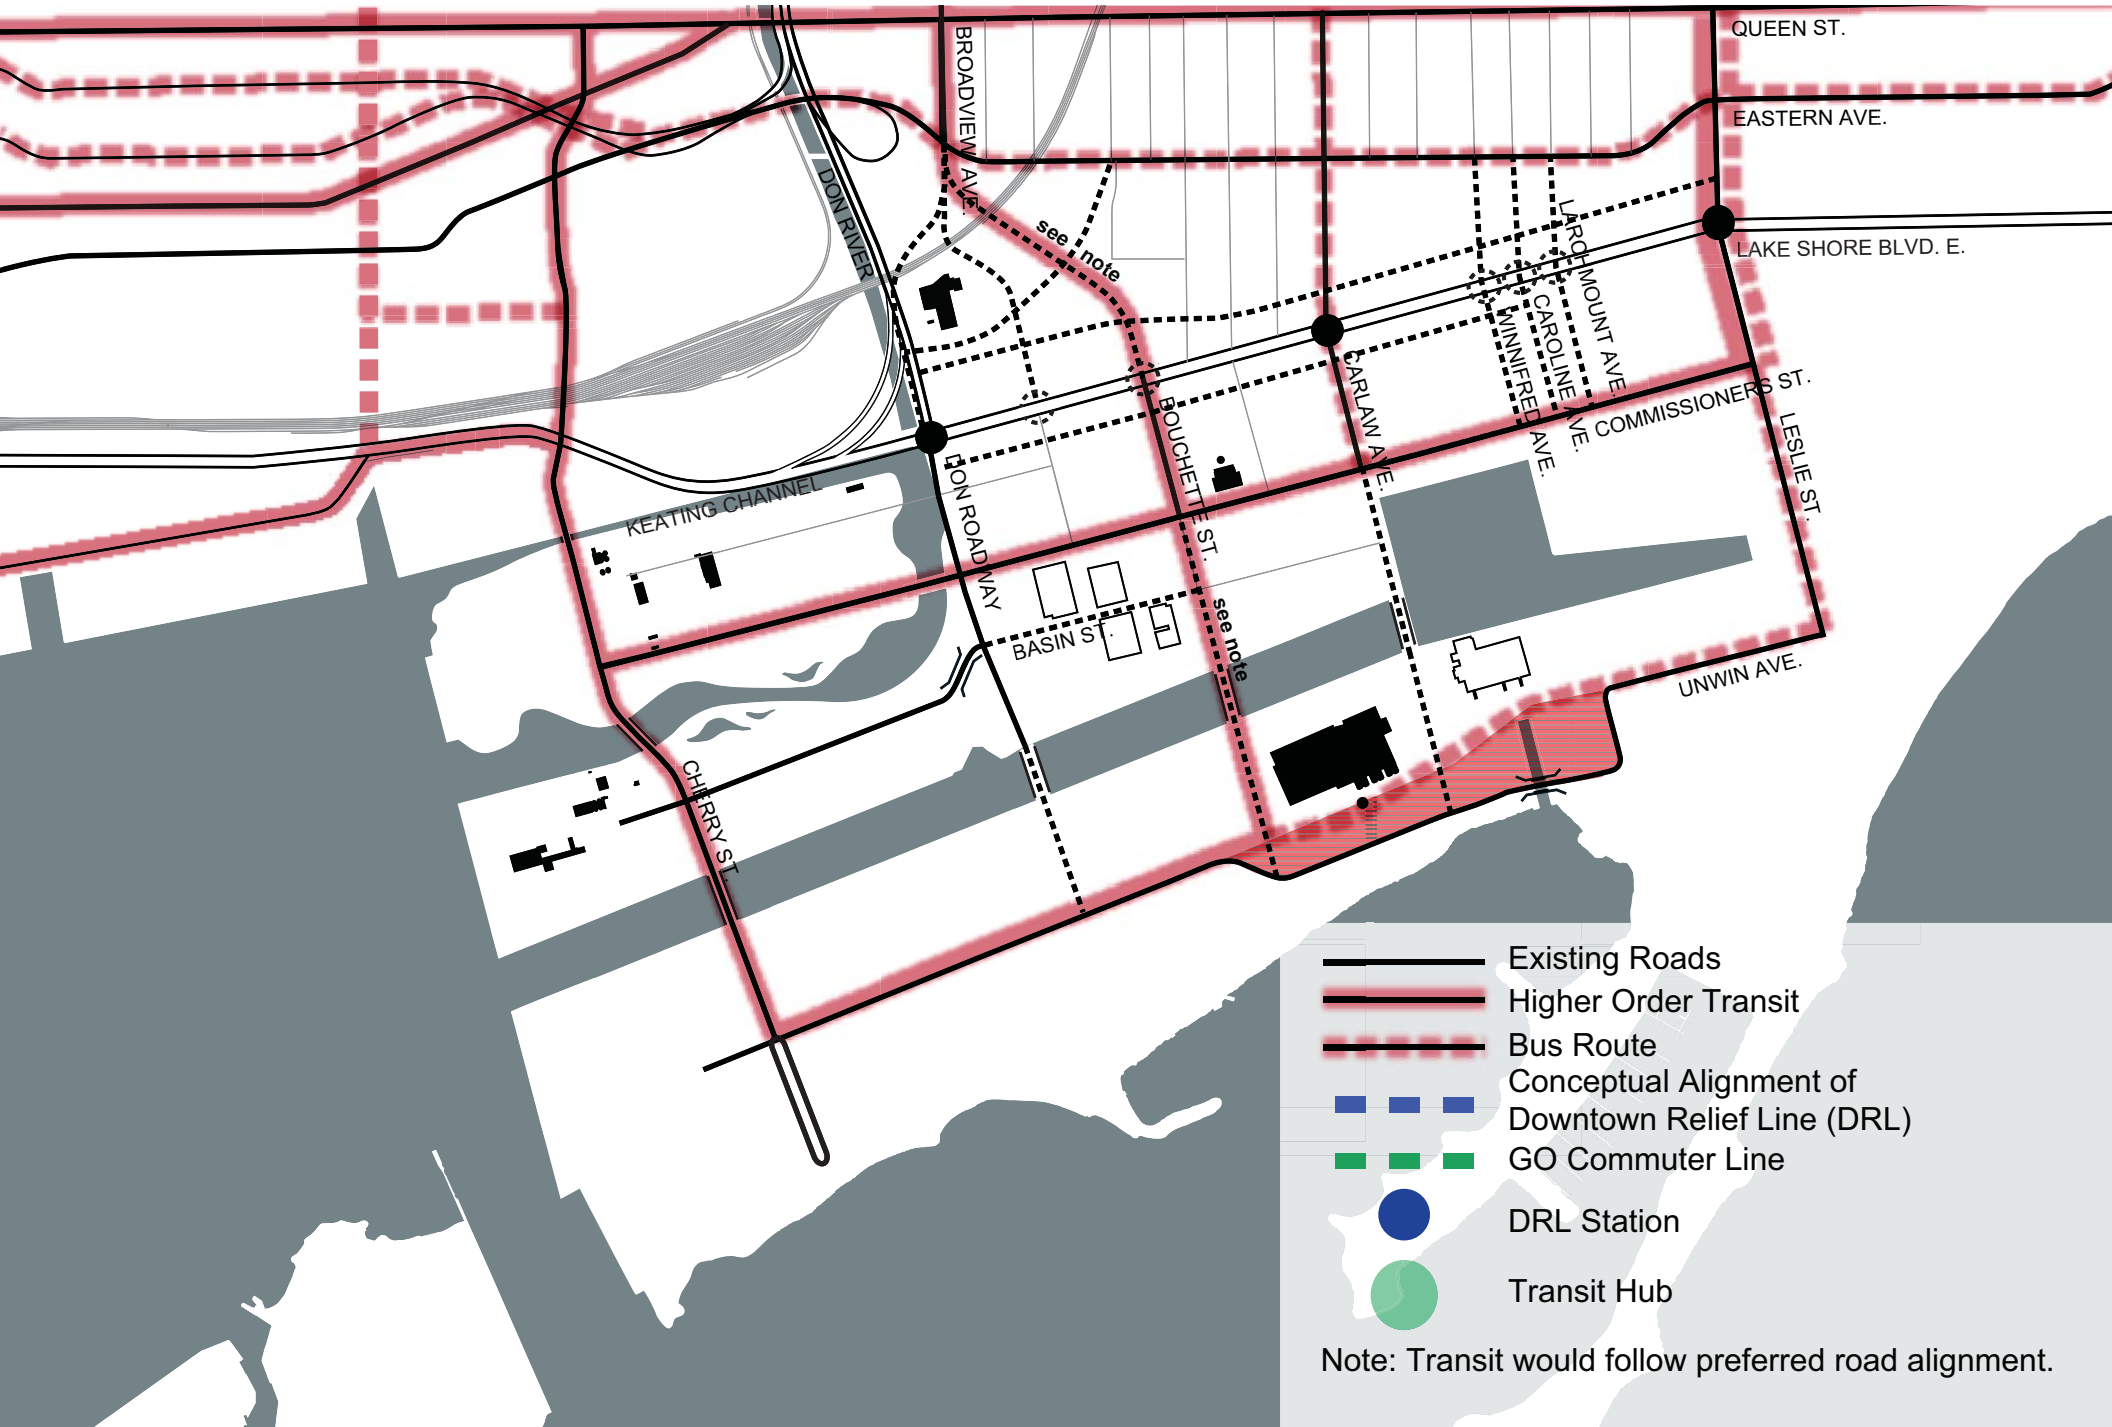 QUEEN ST.
BROADVIEW AVE.
EASTERN AVE.
DON RIVER
see note
LARCHMOUNT AVE.
LAKE SHORE BLVD. E.
CAROLINE AVE.
WINNIFRED AVE.
CARLAW AVE.
COMMISSIONERS ST.
BOUCHETTE ST.
LESLIE ST.
KEATING CHANNEL
DON ROADWAY
see note
BASIN ST.
UNWIN AVE.
CHERRY ST.
Existing Roads
Higher Order Transit
Bus Route
Conceptual Alignment of
Downtown Relief Line (DRL)
GO Commuter Line
DRL Station
Transit Hub
Note: Transit would follow preferred road alignment.